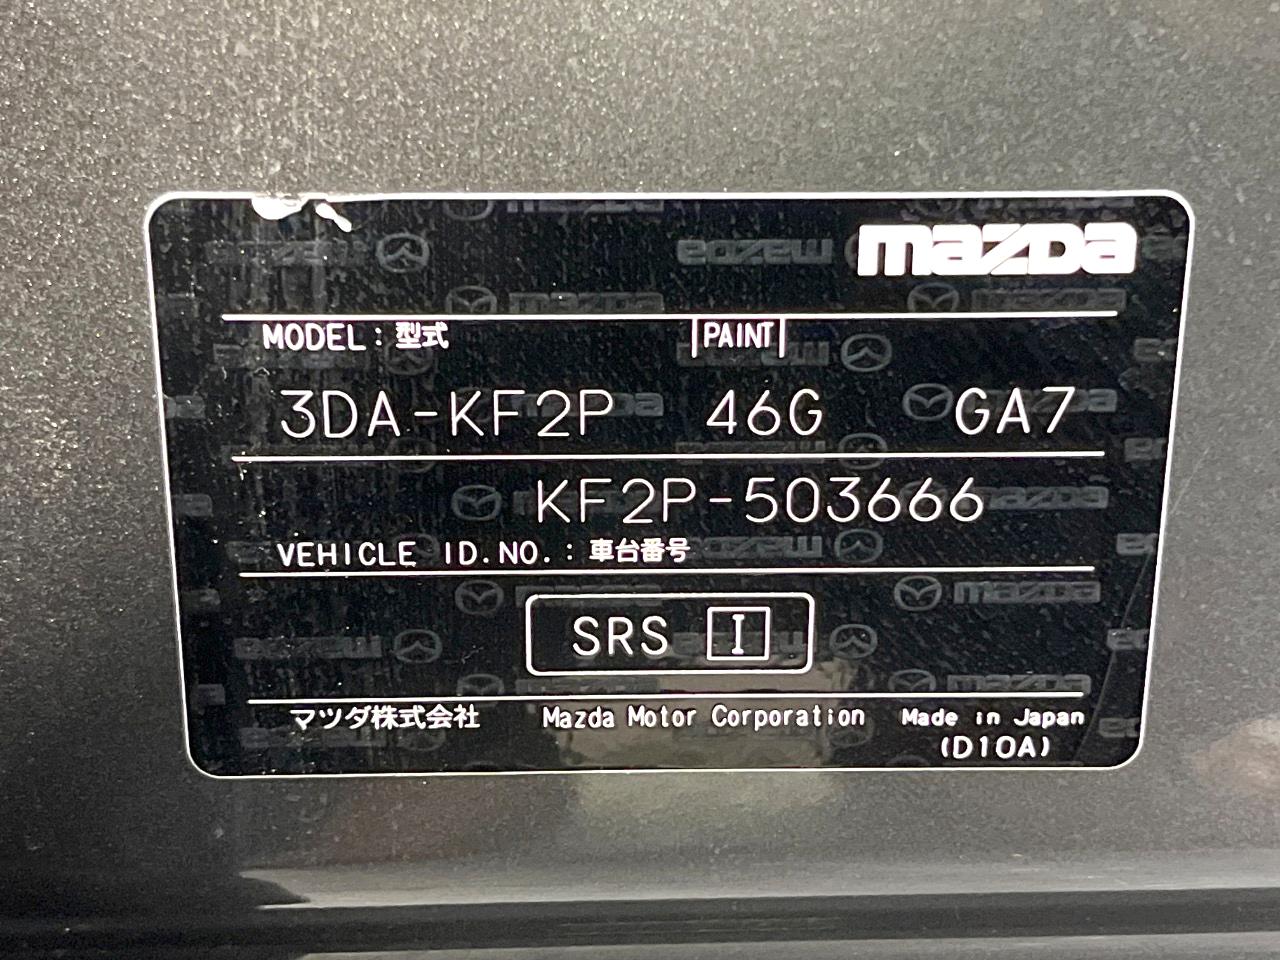 mazda
MODEL : 型式 PAINT
3DA-KF2P 46G GA7
KF2P-503666
VEHICLE ID.NO. : 車台番号
SRS I
マツダ株式会社 Mazda Motor Corporation Made in Japan
(D10A)